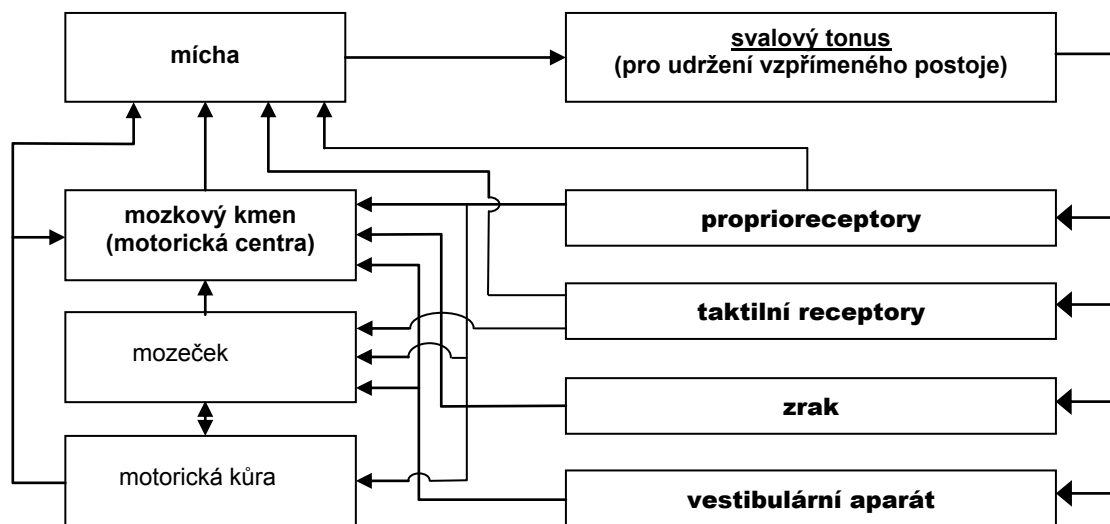 mícha
svalový tonus
(pro udržení vzpřímeného postoje)
mozkový kmen
(motorická centra)
proprioreceptory
taktilní receptory
mozeček
zrak
motorická kůra
vestibulární aparát